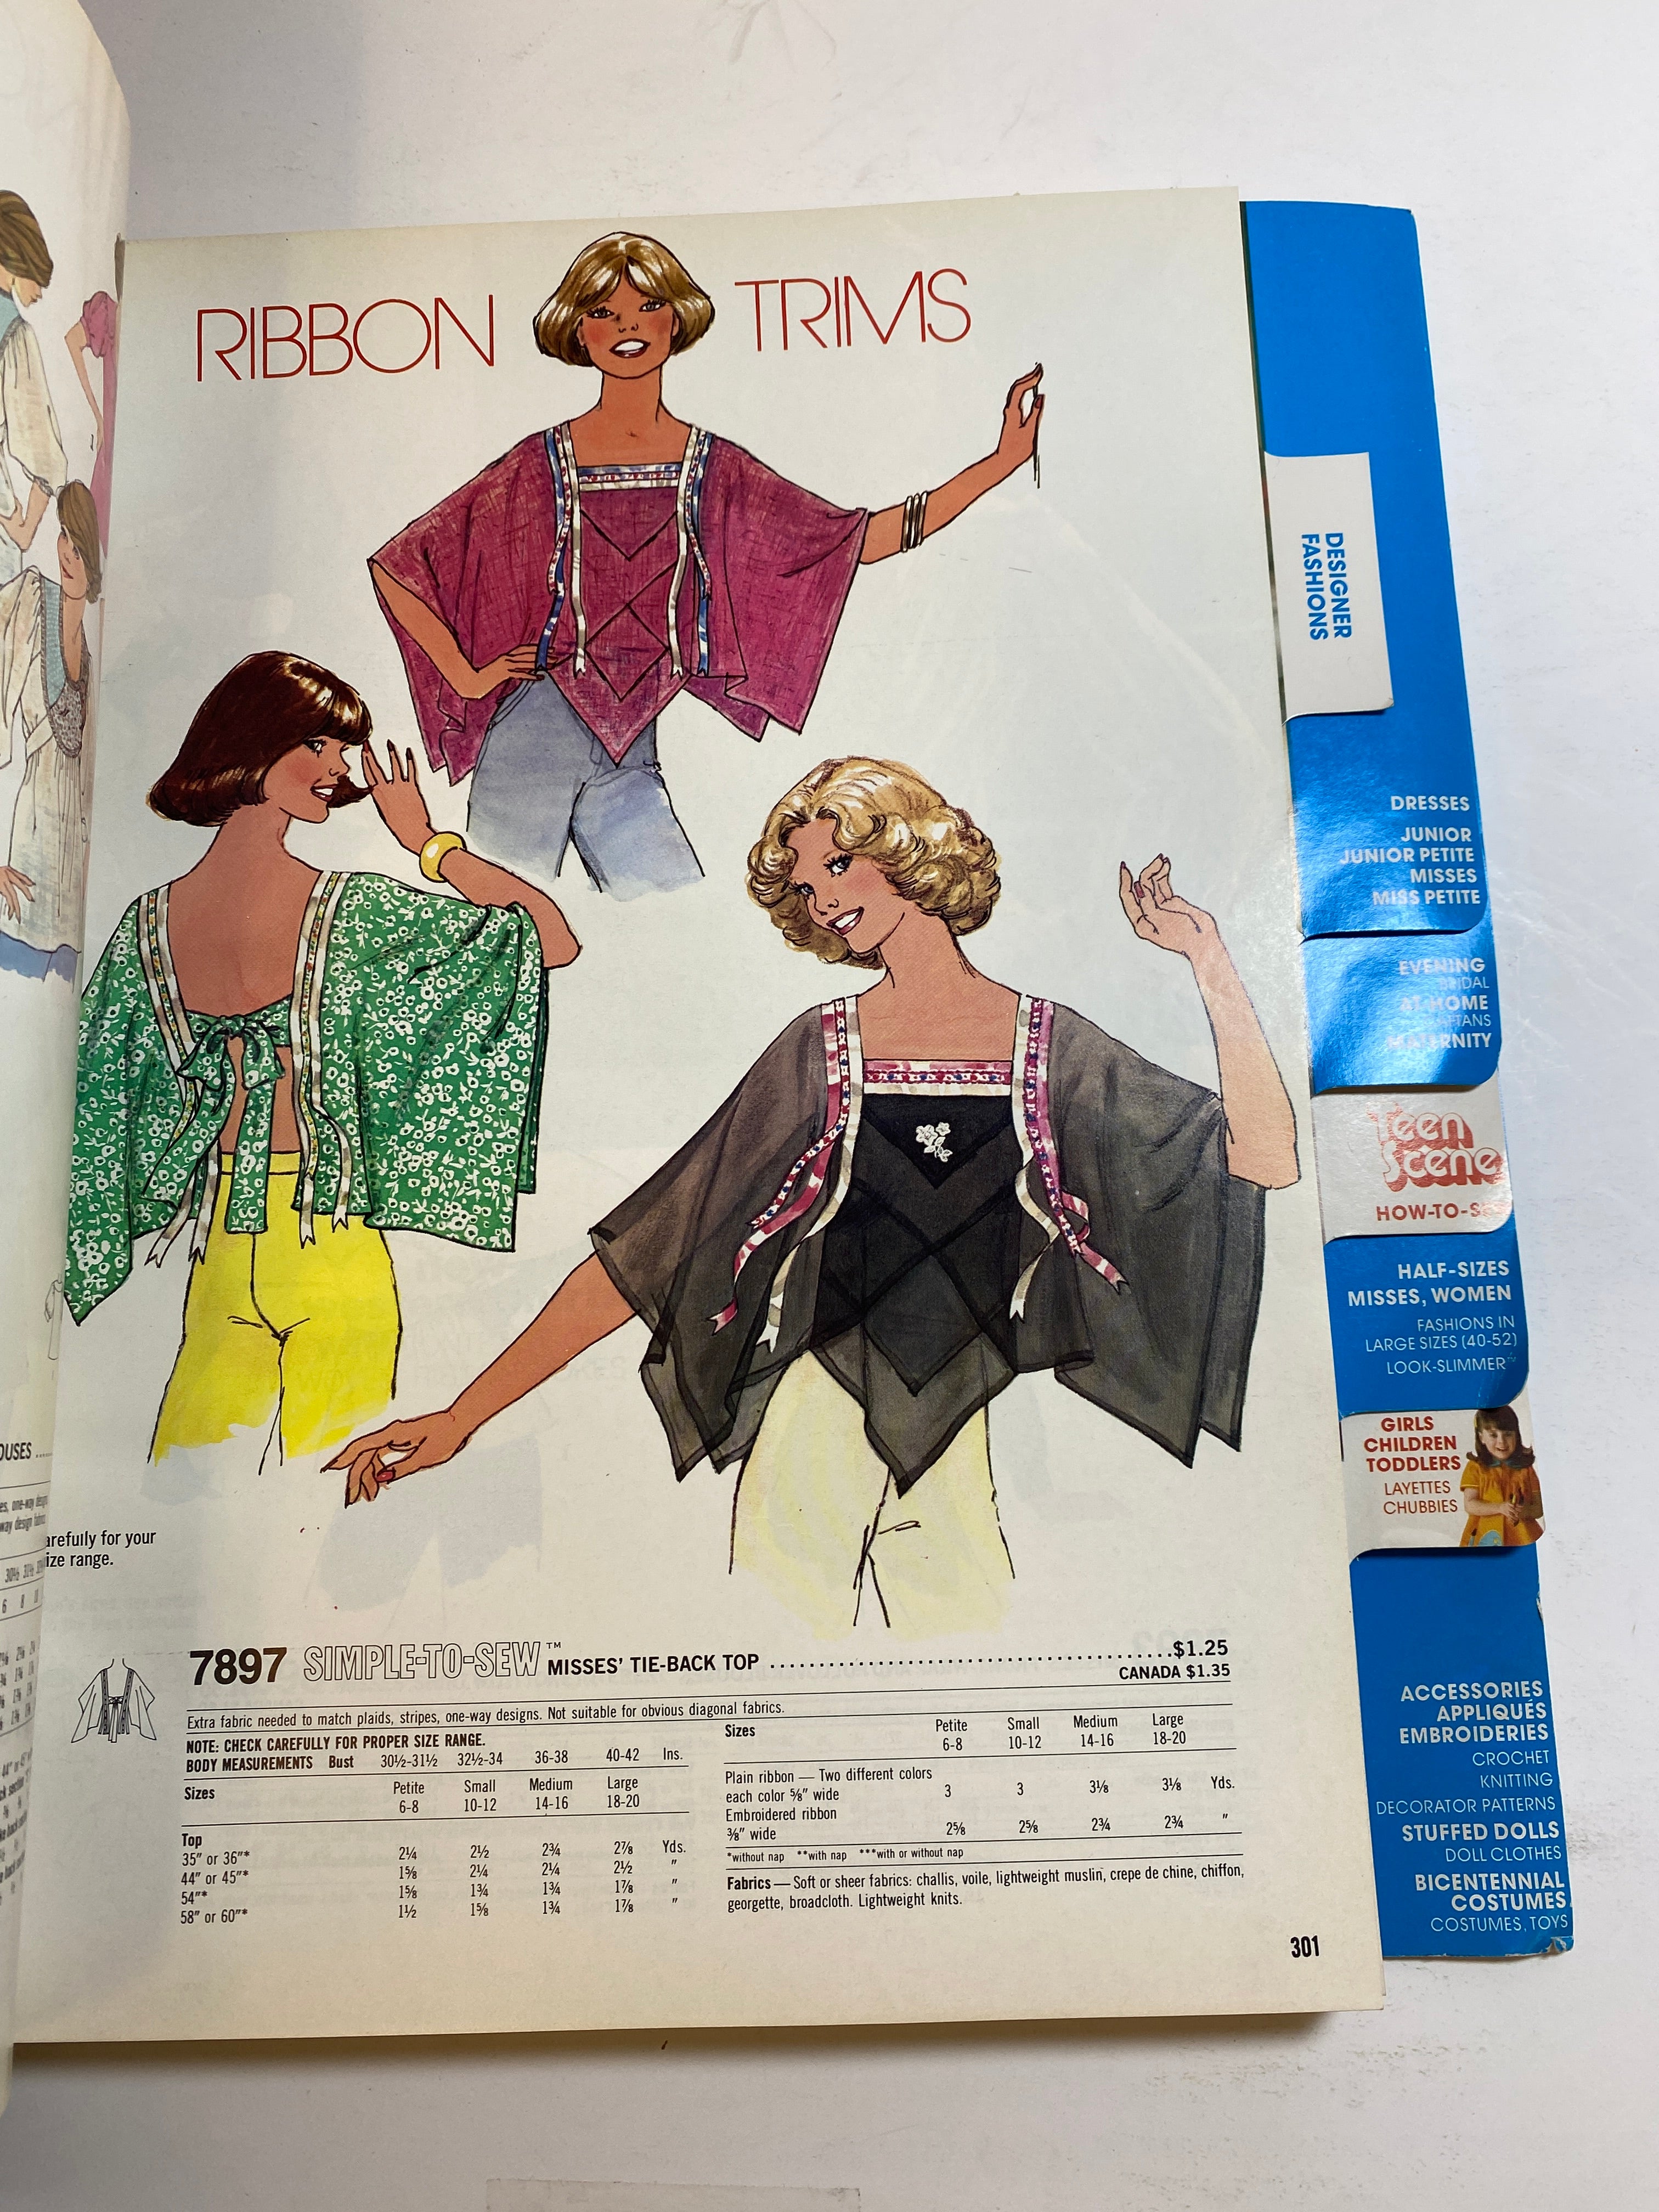 RIBBON TRIMS
7897 SIMPLE-TO-SEW™ MISSES' TIE-BACK TOP ........................................$1.25
CANADA $1.35
Extra fabric needed to match plaids, stripes, one-way designs. Not suitable for obvious diagonal fabrics.
NOTE: CHECK CAREFULLY FOR PROPER SIZE RANGE.
BODY MEASUREMENTS Bust 30½-31½ 32½-34 36-38 40-42 Ins.
Sizes Petite Small Medium Large
6-8 10-12 14-16 18-20
Top
35" or 36"* 2¼ 2½ 2¾ 2⅞ Yds.
44" or 45"* 1⅝ 2¼ 2¼ 2½ "
54"* 1⅝ 1¾ 1¾ 1⅞ "
58" or 60"* 1½ 1⅝ 1¾ 1⅞ "
Sizes Petite Small Medium Large
6-8 10-12 14-16 18-20
Plain ribbon — Two different colors
each color ⅝" wide 3 3 3⅛ 3⅛ Yds.
Embroidered ribbon
⅜" wide 2⅝ 2⅝ 2¾ 2¾ "
*without nap **with nap ***with or without nap
Fabrics — Soft or sheer fabrics: challis, voile, lightweight muslin, crepe de chine, chiffon,
georgette, broadcloth. Lightweight knits.
301
arefully for your
ize range.
DESIGNER
FASHIONS
DRESSES
JUNIOR
JUNIOR PETITE
MISSES
MISS PETITE
EVENING
BRIDAL
AT-HOME
AFTANS
MATERNITY
Teen
Scene
HOW-TO-S
HALF-SIZES
MISSES, WOMEN
FASHIONS IN
LARGE SIZES (40-52)
LOOK-SLIMMER™
GIRLS
CHILDREN
TODDLERS
LAYETTES
CHUBBIES
ACCESSORIES
APPLIQUÉS
EMBROIDERIES
CROCHET
KNITTING
DECORATOR PATTERNS
STUFFED DOLLS
DOLL CLOTHES
BICENTENNIAL
COSTUMES
COSTUMES, TOYS